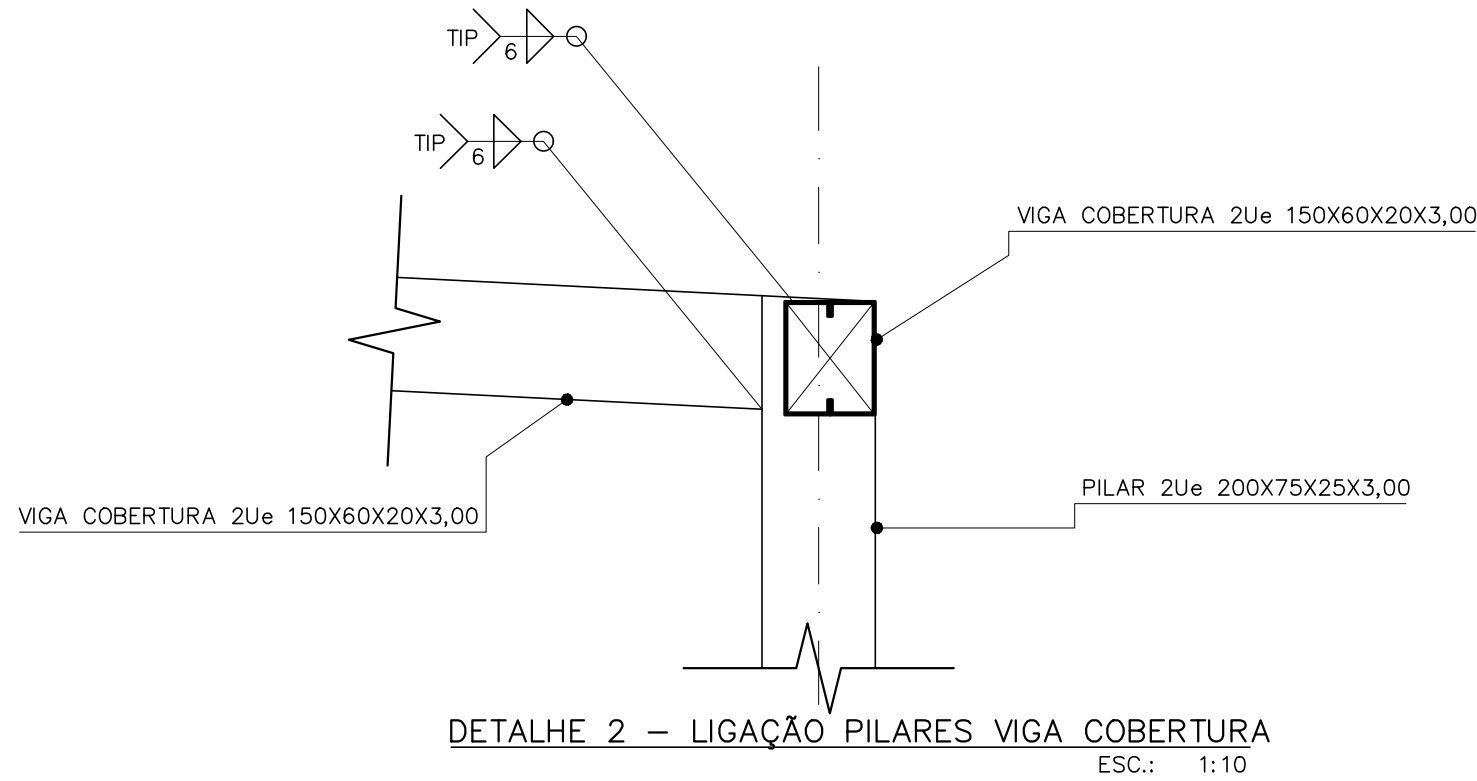 TIP
6
TIP
6
VIGA COBERTURA 2Ue 150X60X20X3,00
PILAR 2Ue 200X75X25X3,00
VIGA COBERTURA 2Ue 150X60X20X3,00
DETALHE 2 – LIGAÇÃO PILARES VIGA COBERTURA
ESC.: 1:10